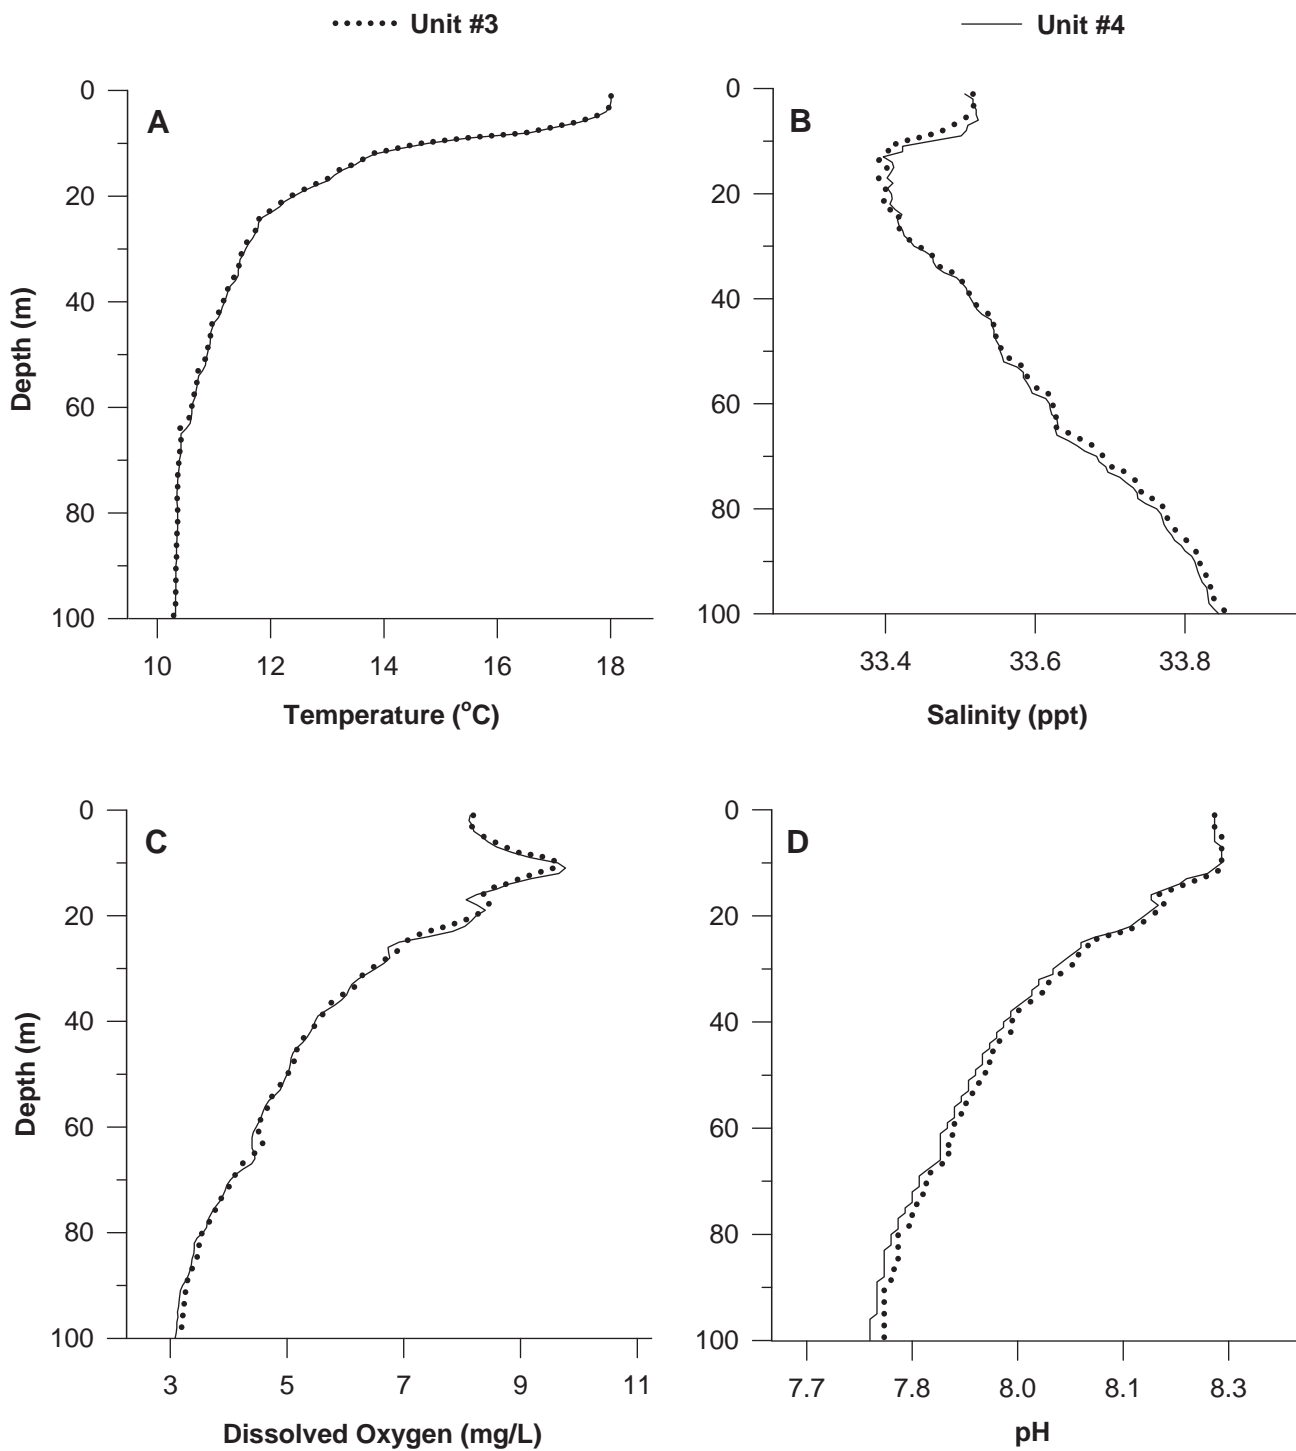 Unit #3
Unit #4
A
0
20
40
60
80
100
Depth (m)
10 12 14 16 18
Temperature (°C)
B
0
20
40
60
80
100
33.4 33.6 33.8
Salinity (ppt)
C
0
20
40
60
80
100
Depth (m)
3 5 7 9 11
Dissolved Oxygen (mg/L)
D
0
20
40
60
80
100
7.7 7.8 8.0 8.1 8.3
pH